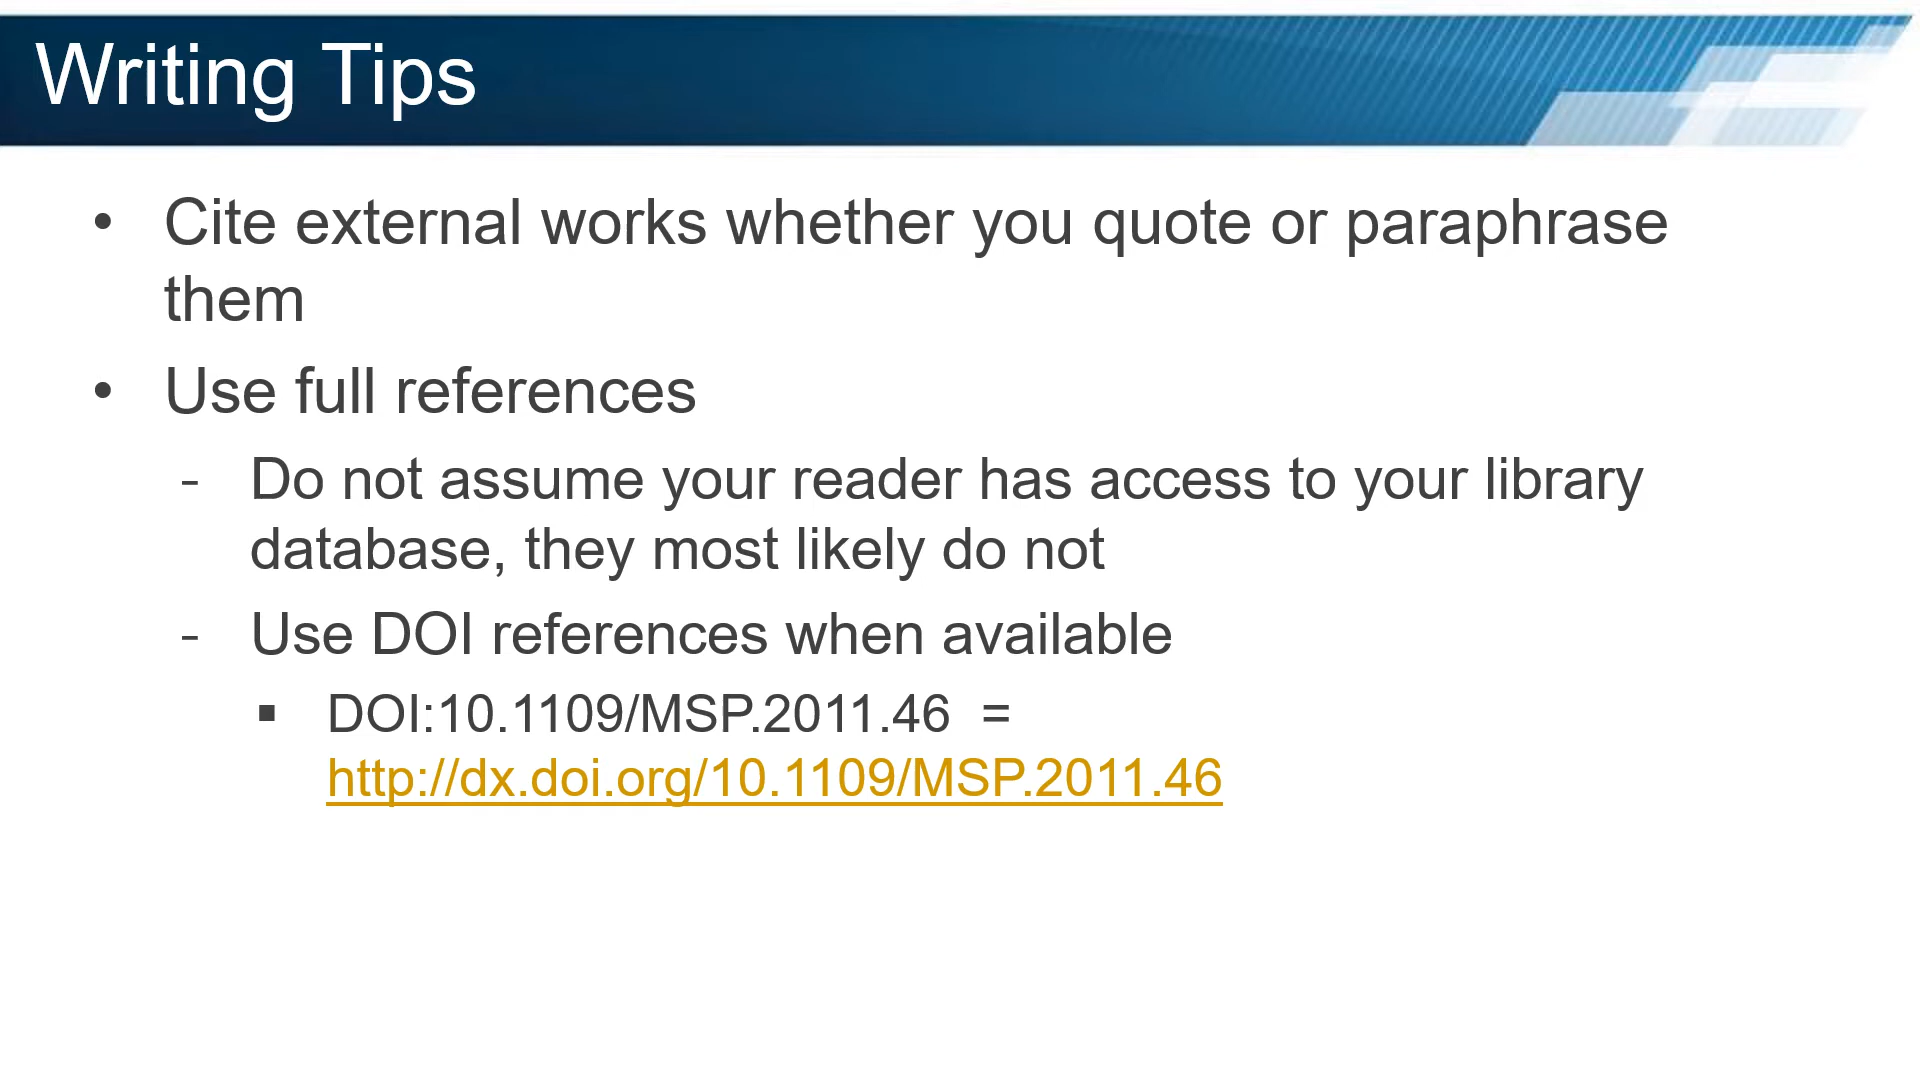 Writing Tips
• Cite external works whether you quote or paraphrase
them
• Use full references
- Do not assume your reader has access to your library
database, they most likely do not
- Use DOI references when available
▪ DOI:10.1109/MSP.2011.46 =
http://dx.doi.org/10.1109/MSP.2011.46